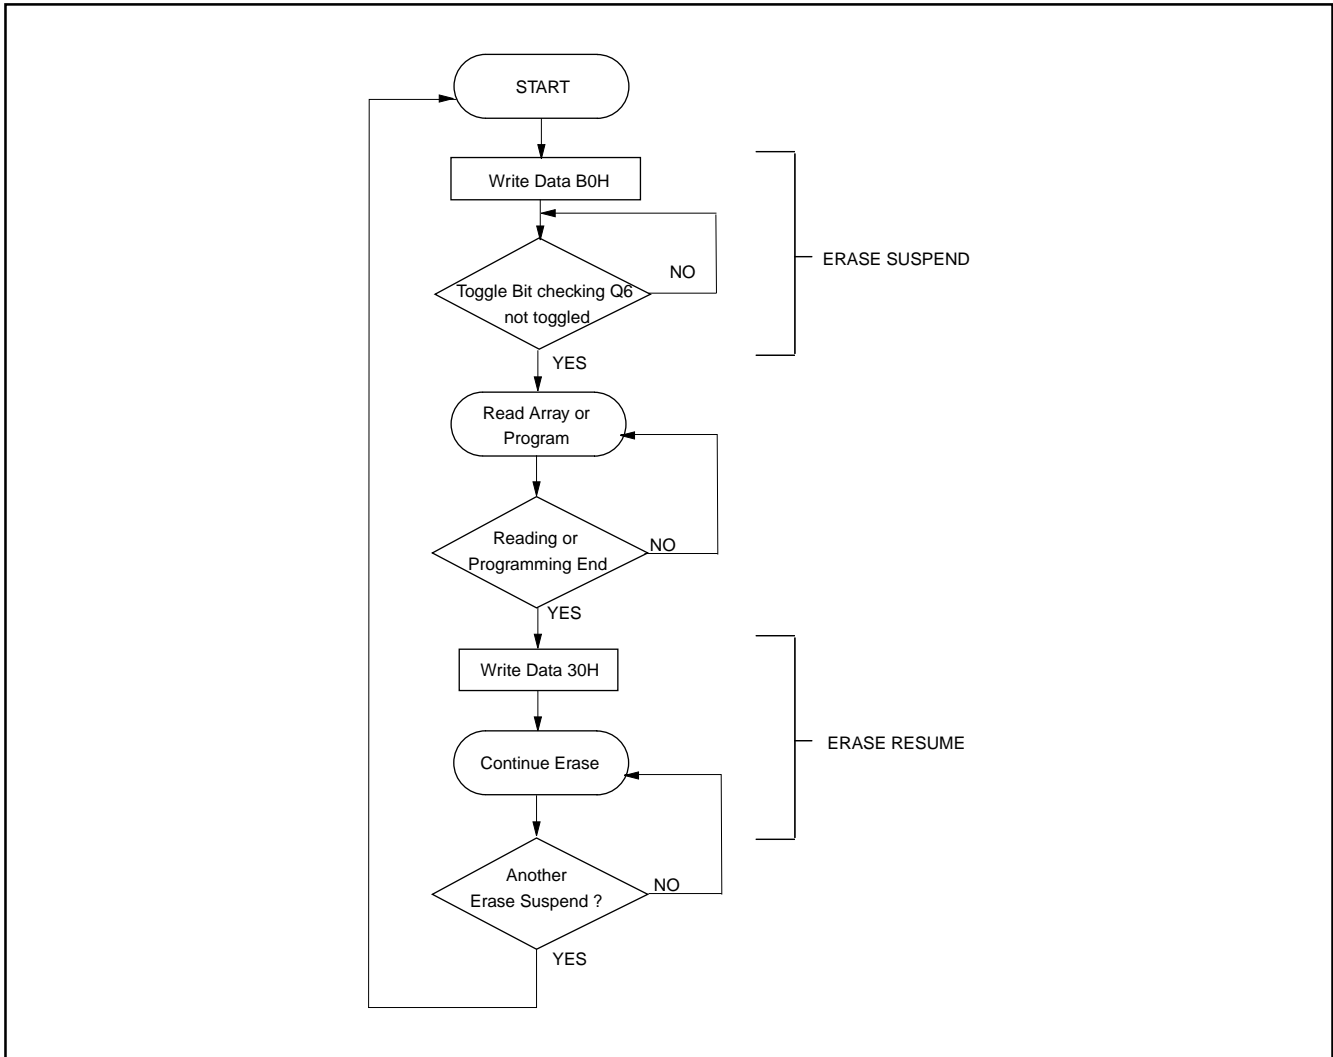 START
Write Data B0H
ERASE SUSPEND
NO
Toggle Bit checking Q6
not toggled
YES
Read Array or
Program
Reading or
NO
Programming End
YES
Write Data 30H
ERASE RESUME
Continue Erase
Another
NO
Erase Suspend ?
YES